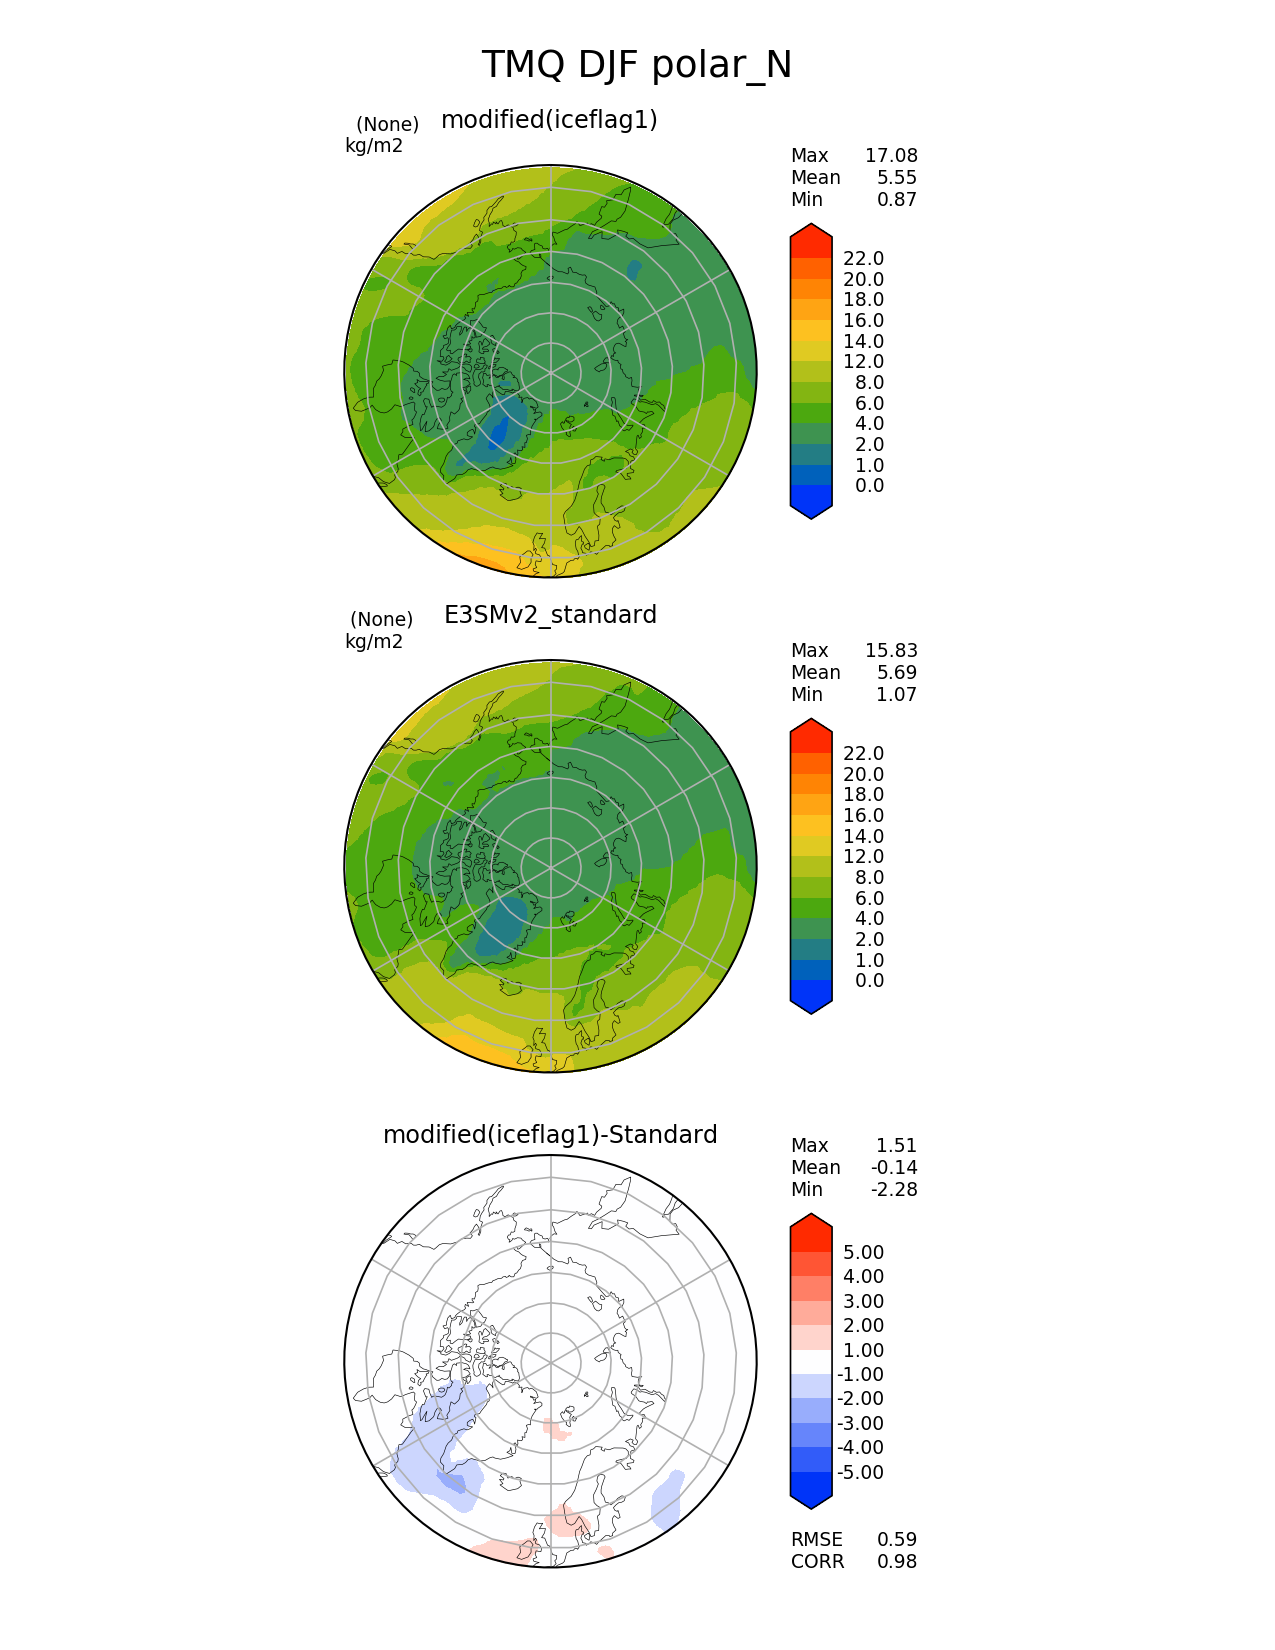 TMQ DJF polar_N
(None) modified(iceflag1)
kg/m2
Max 17.08
Mean 5.55
Min 0.87
22.0
20.0
18.0
16.0
14.0
12.0
8.0
6.0
4.0
2.0
1.0
0.0
(None) E3SMv2_standard
kg/m2
Max 15.83
Mean 5.69
Min 1.07
22.0
20.0
18.0
16.0
14.0
12.0
8.0
6.0
4.0
2.0
1.0
0.0
modified(iceflag1)-Standard
Max 1.51
Mean -0.14
Min -2.28
5.00
4.00
3.00
2.00
1.00
-1.00
-2.00
-3.00
-4.00
-5.00
RMSE 0.59
CORR 0.98